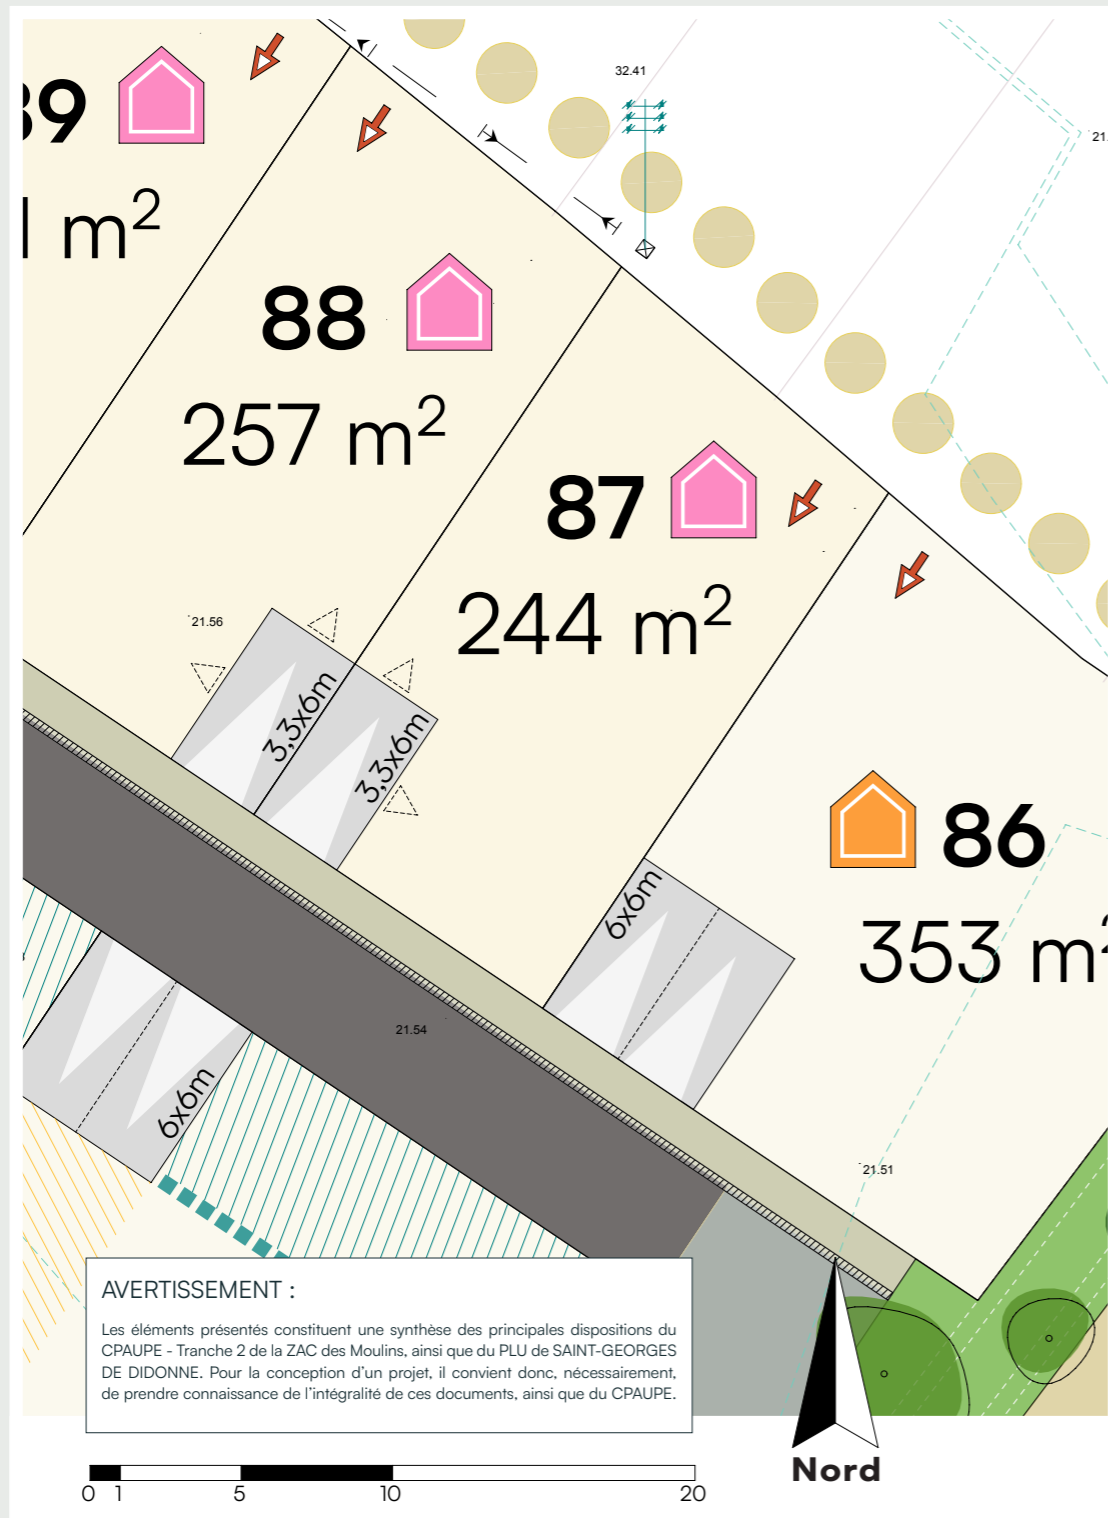 32.41
21.
89
1 m²
88
257 m²
87
244 m²
21.56
3,3x6m
3,3x6m
86
353 m²
6x6m
21.54
6x6m
21.51
AVERTISSEMENT :
Les éléments présentés constituent une synthèse des principales dispositions du
CPAUPE - Tranche 2 de la ZAC des Moulins, ainsi que du PLU de SAINT-GEORGES
DE DIDONNE. Pour la conception d'un projet, il convient donc, nécessairement,
de prendre connaissance de l'intégralité de ces documents, ainsi que du CPAUPE.
Nord
0 1 5 10 20